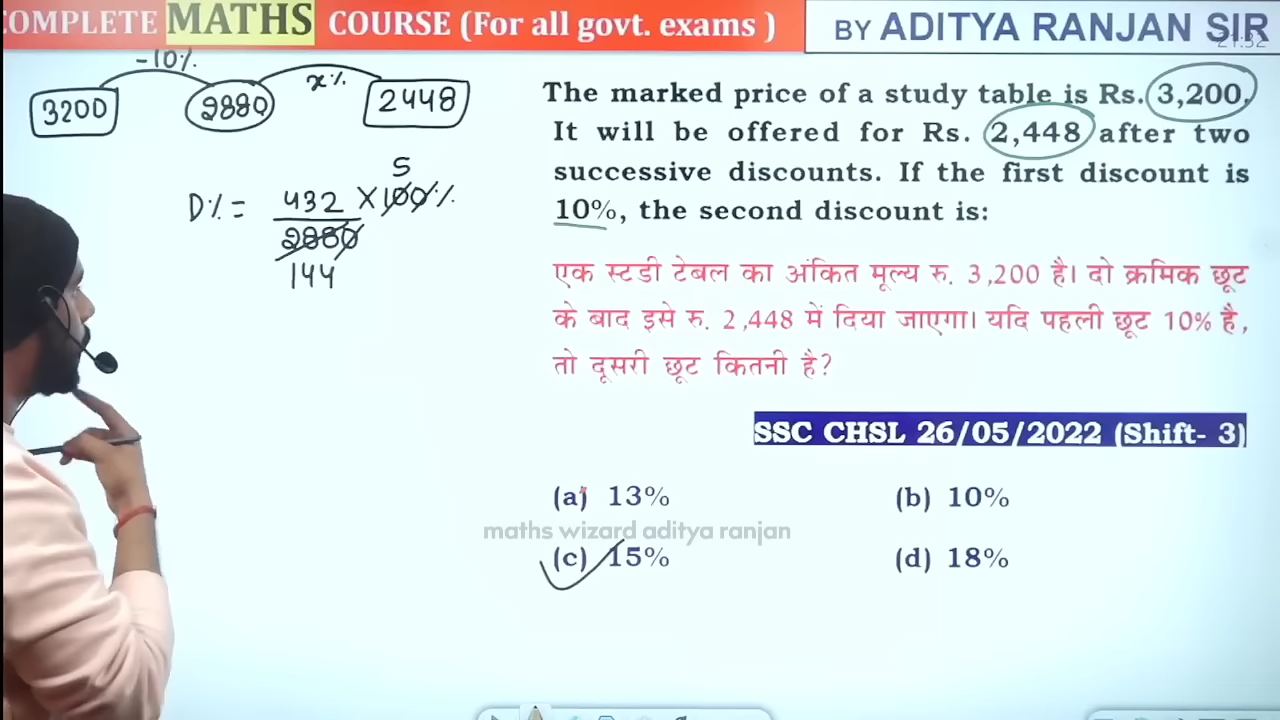 COMPLETE MATHS COURSE (For all govt. exams )
BY ADITYA RANJAN SIR
-10% x%
3200 2880 2448
D% = 432/2880 × 100 %
5
144
The marked price of a study table is Rs. 3,200.
It will be offered for Rs. 2,448 after two
successive discounts. If the first discount is
10%, the second discount is:
एक स्टडी टेबल का अंकित मूल्य रु. 3,200 है। दो क्रमिक छूट
के बाद इसे रु. 2,448 में दिया जाएगा। यदि पहली छूट 10% है,
तो दूसरी छूट कितनी है?
SSC CHSL 26/05/2022 (Shift- 3)
(a) 13% (b) 10%
maths wizard aditya ranjan
(c) 15% (d) 18%